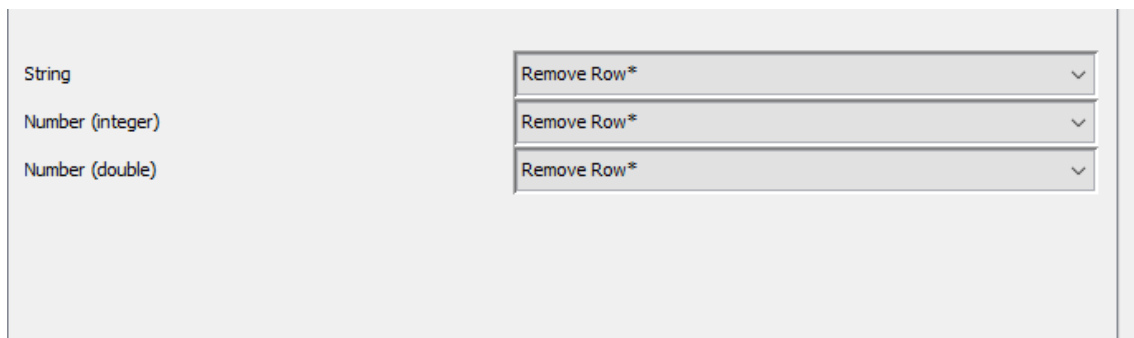 String Remove Row*
Number (integer) Remove Row*
Number (double) Remove Row*